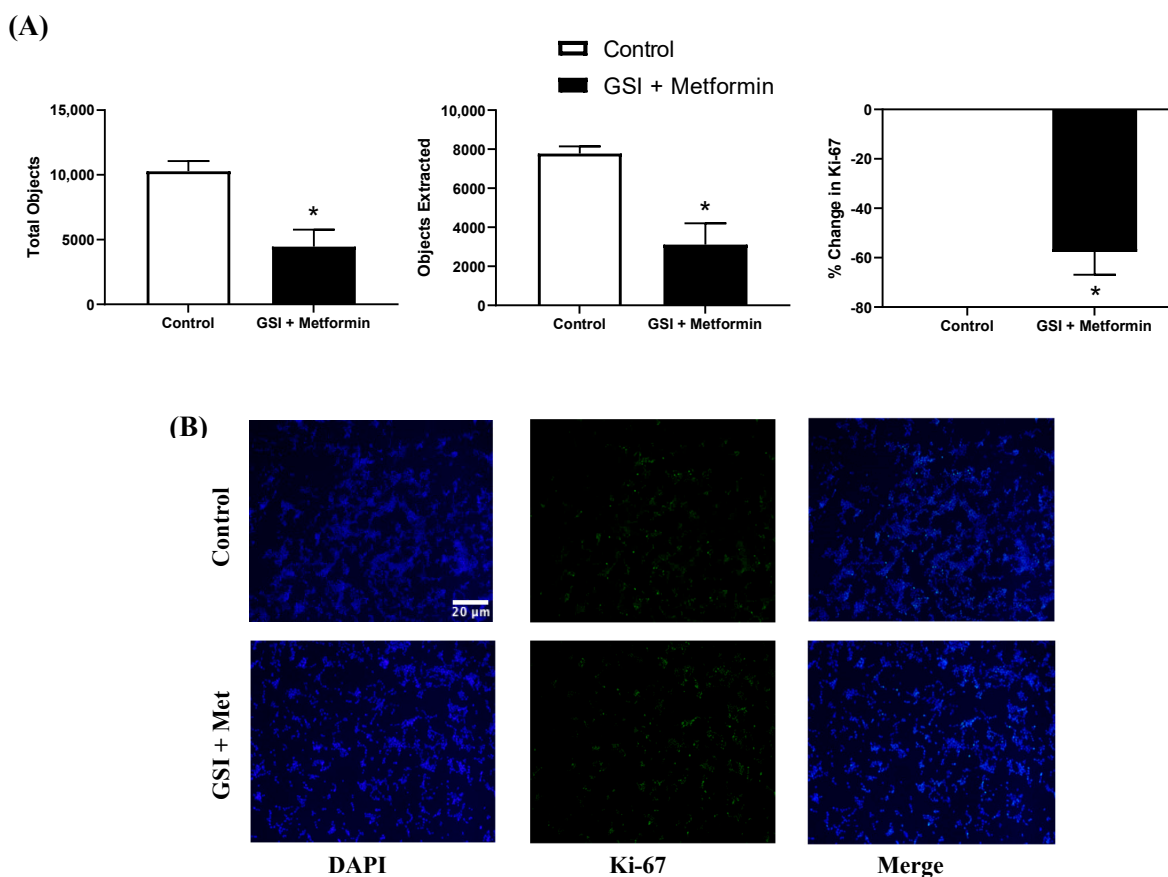 (A)
Control
GSI + Metformin
15,000
10,000
5000
0
Total Objects
Control
GSI + Metformin
10,000
8000
6000
4000
2000
0
Objects Extracted
Control
GSI + Metformin
0
-20
-40
-60
-80
% Change in Ki-67
Control
GSI + Metformin
*
*
*
(B)
Control
20 μm
GSI + Met
DAPI
Ki-67
Merge